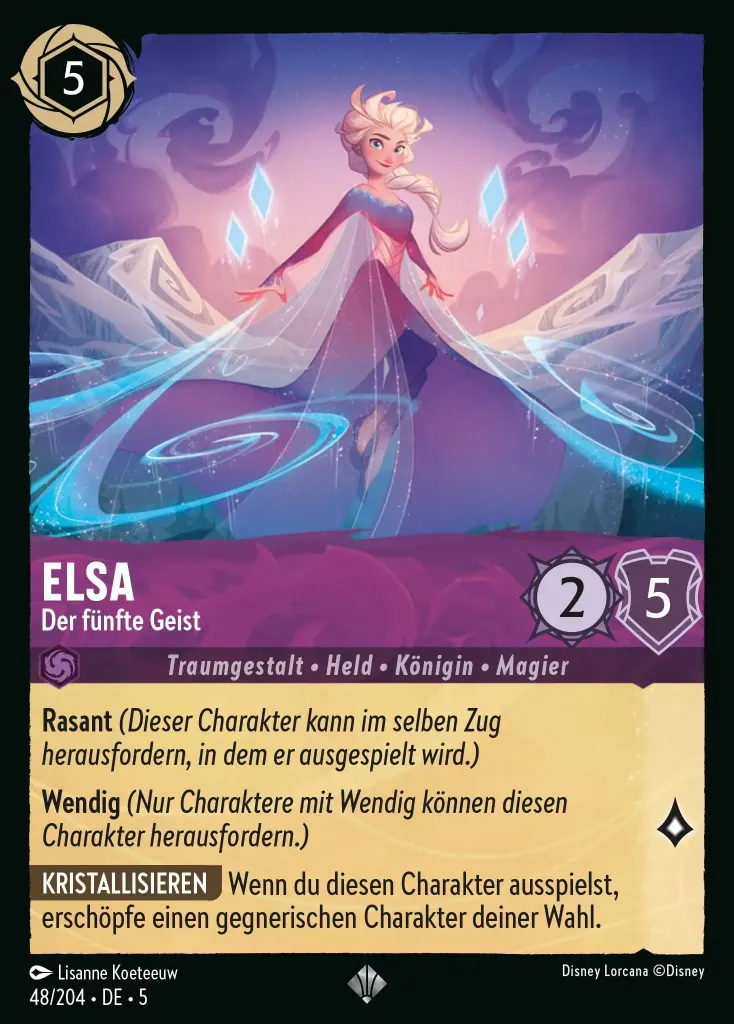 5
ELSA
Der fünfte Geist
2
5
Traumgestalt • Held • Königin • Magier
Rasant (Dieser Charakter kann im selben Zug
herausfordern, in dem er ausgespielt wird.)
Wendig (Nur Charaktere mit Wendig können diesen
Charakter herausfordern.)
KRISTALLISIEREN Wenn du diesen Charakter ausspielst,
erschöpfe einen gegnerischen Charakter deiner Wahl.
Lisanne Koeteeuw
48/204 • DE • 5
Disney Lorcana ©Disney